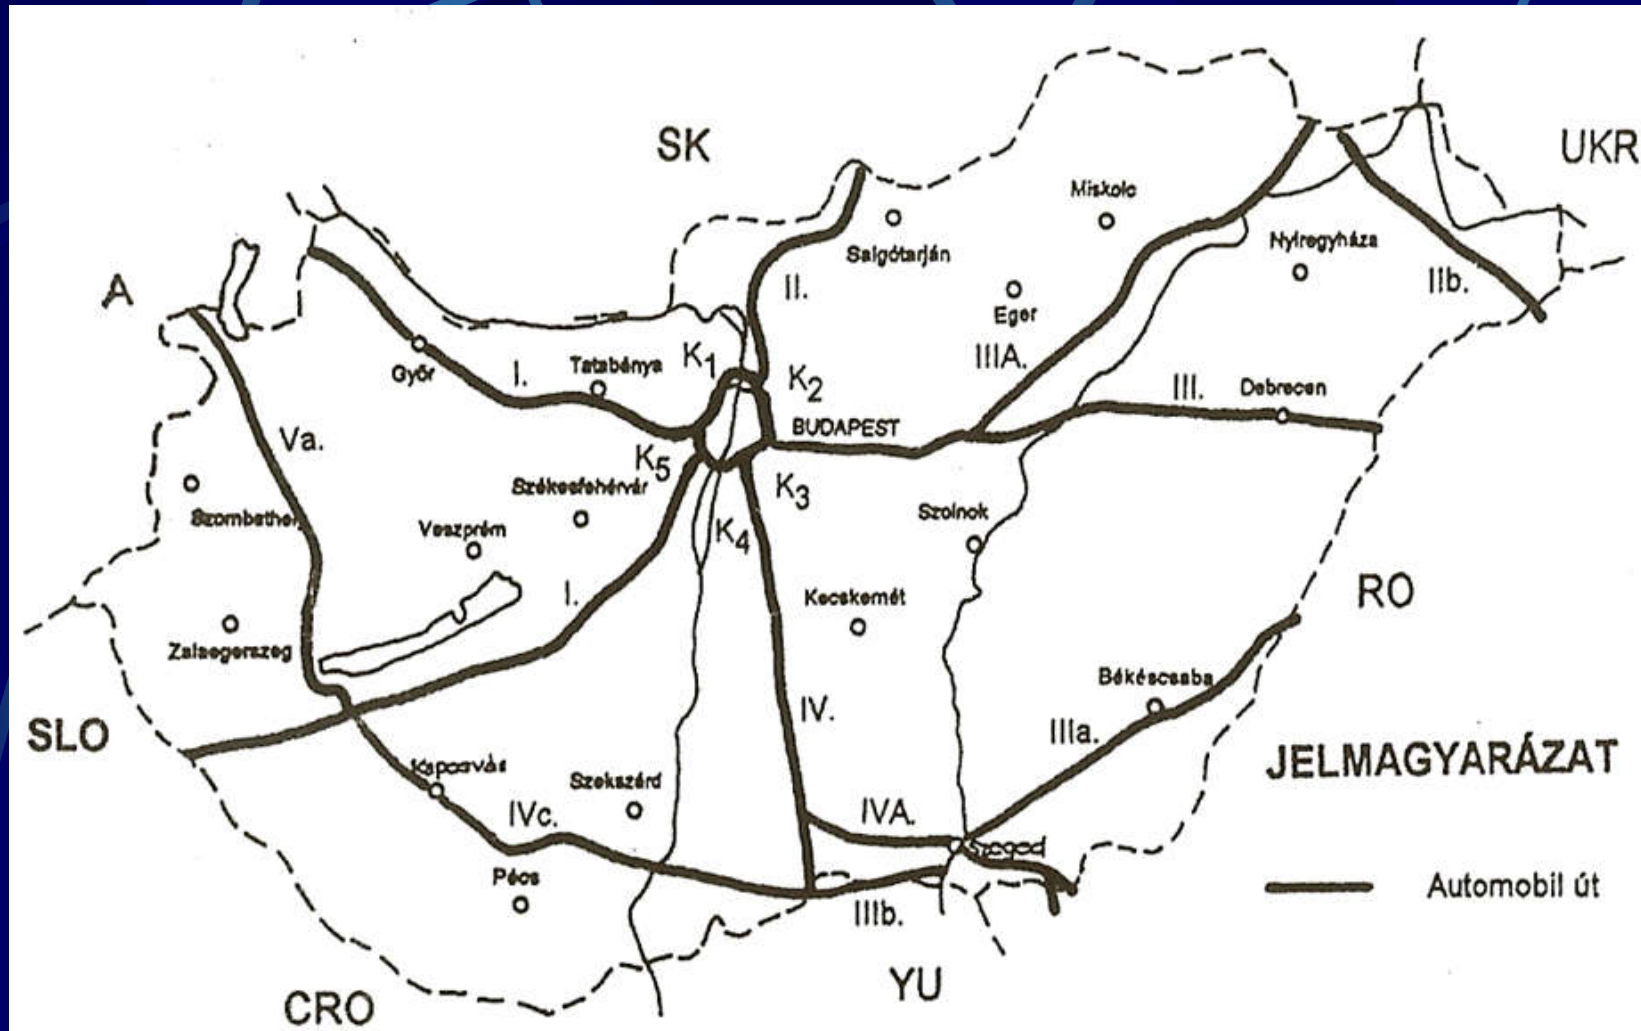 SK
UKR
Miskolc
Nyíregyháza
Salgótarján
A
II.
IIb.
Eger
IIIA.
K1
Tatabánya
I.
Győr
K2
III.
Debrecen
BUDAPEST
Va.
K5
Székesfehérvár
K3
Szombathel
Veszprém
K4
Szolnok
I.
RO
Kecskemét
Zalaegerszeg
Békéscsaba
SLO
IV.
IIIa.
JELMAGYARÁZAT
Kaposvás
Szekszárd
IVc.
IVA.
Szeged
Pécs
Automobil út
IIIb.
YU
CRO